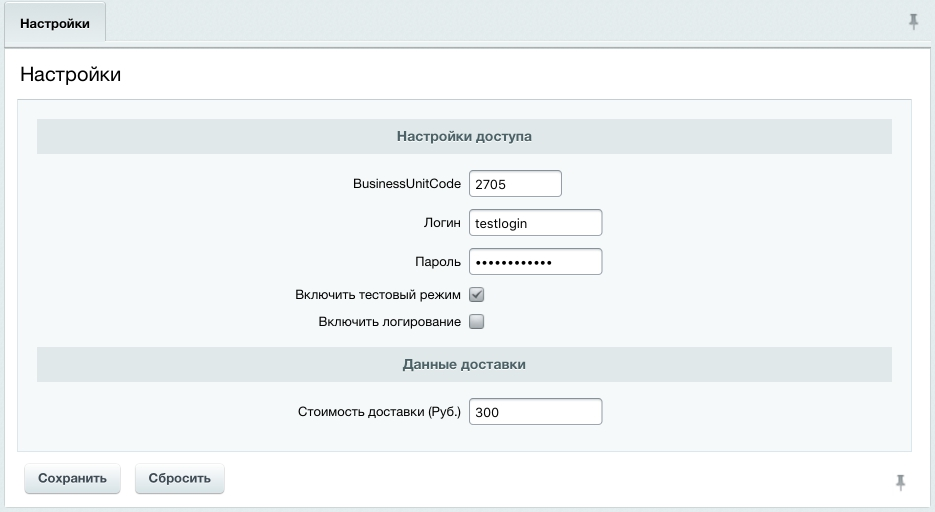 Настройки
Настройки
Настройки доступа
BusinessUnitCode 2705
Логин testlogin
Пароль ••••••••••••
Включить тестовый режим
Включить логирование
Данные доставки
Стоимость доставки (Руб.) 300
Сохранить Сбросить